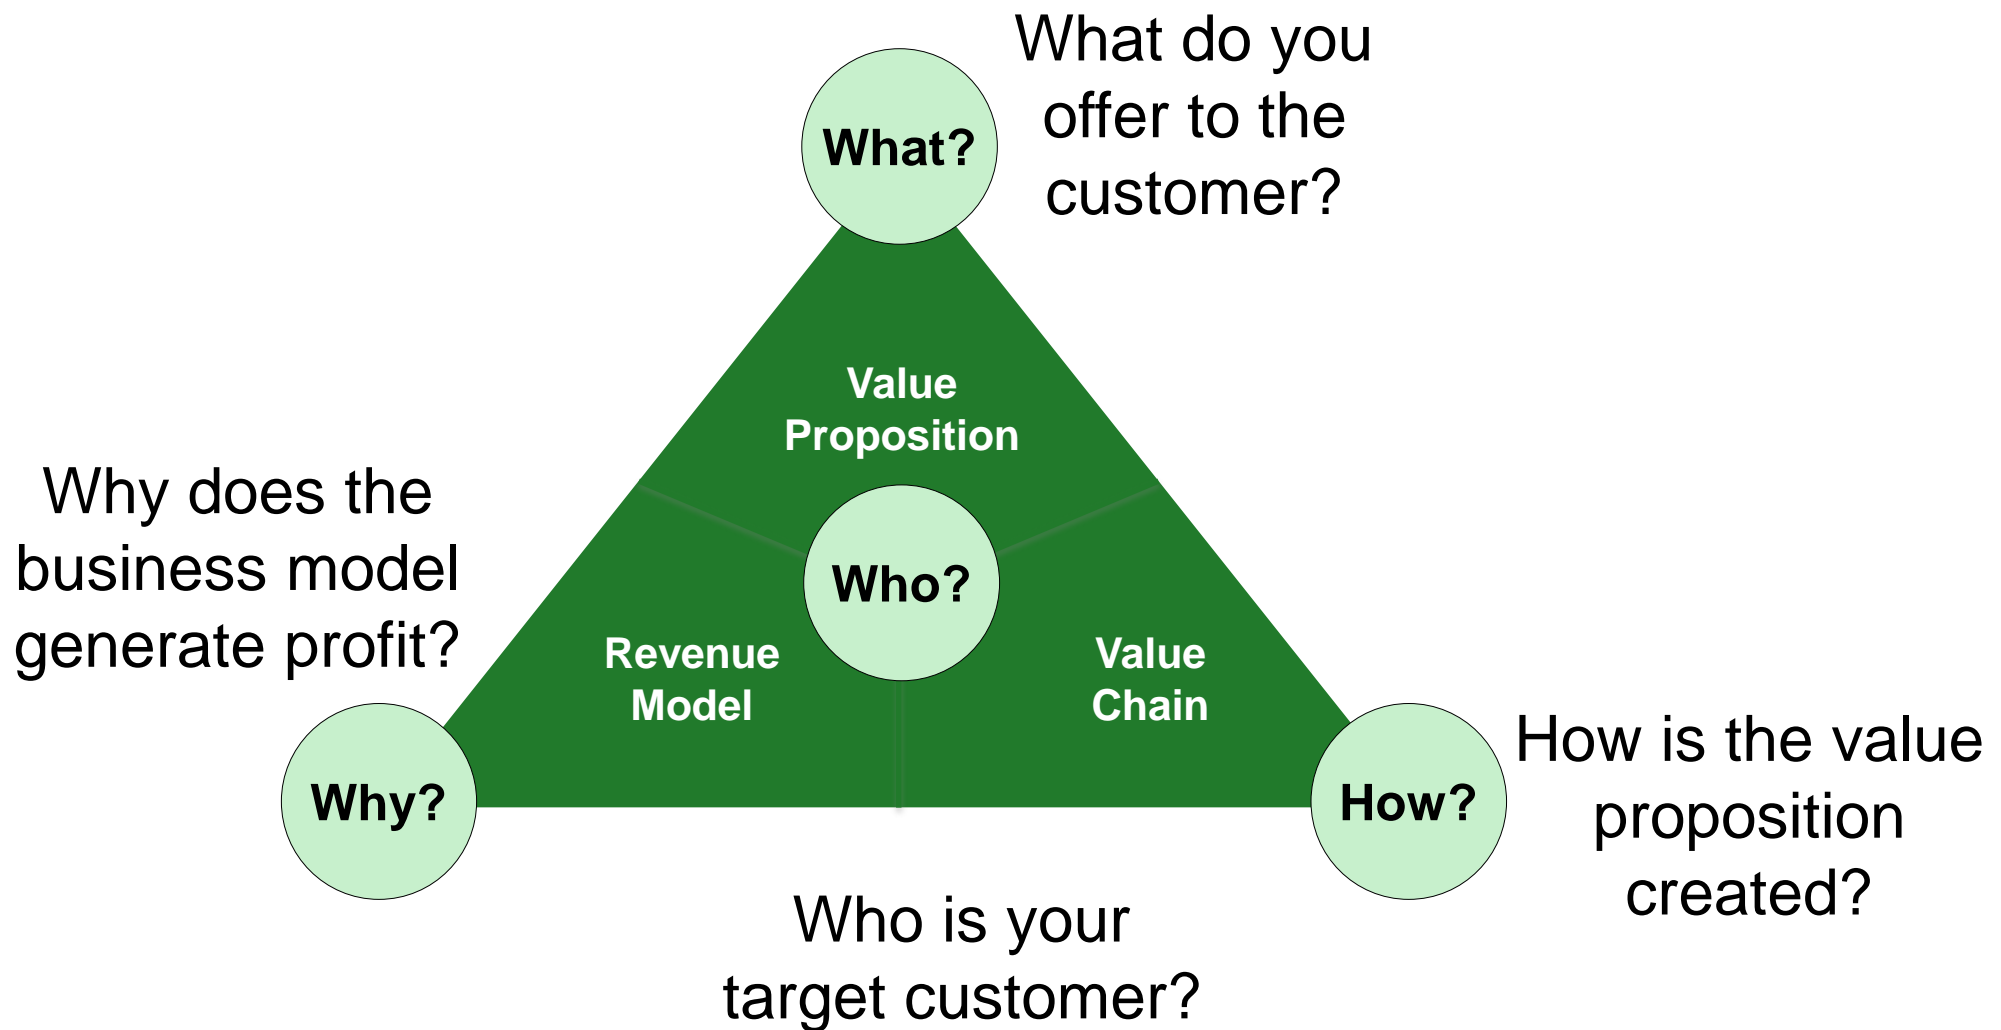 What do you
offer to the
customer?
What?
Value
Proposition
Why does the
business model
generate profit?
Who?
Revenue
Model
Value
Chain
Why?
How?
How is the value
proposition
created?
Who is your
target customer?